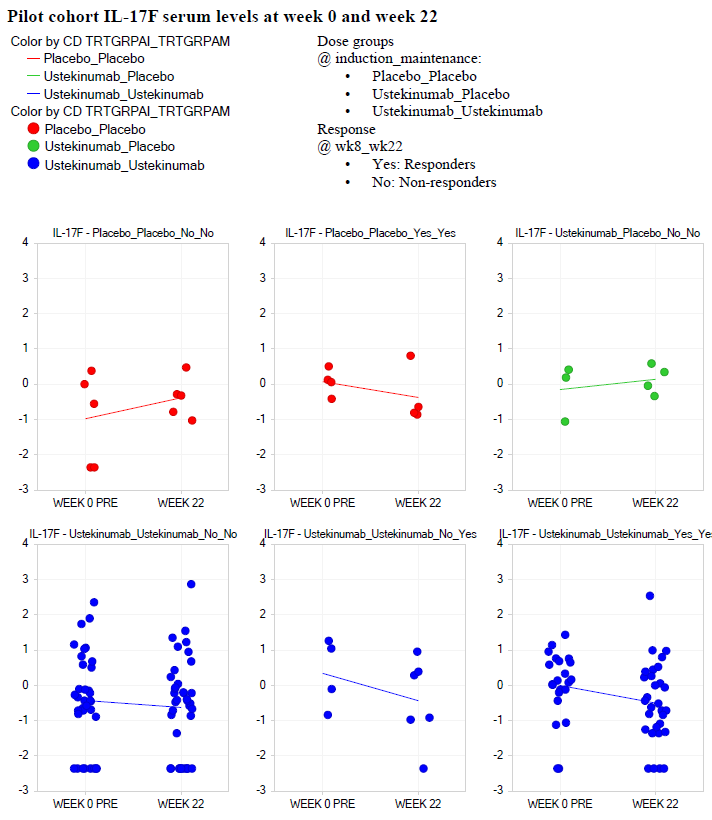 Pilot cohort IL-17F serum levels at week 0 and week 22
Color by CD TRTGRPAI_TRTGRPAM
Placebo_Placebo
Ustekinumab_Placebo
Ustekinumab_Ustekinumab
Color by CD TRTGRPAI_TRTGRPAM
Placebo_Placebo
Ustekinumab_Placebo
Ustekinumab_Ustekinumab
Dose groups
@ induction_maintenance:
• Placebo_Placebo
• Ustekinumab_Placebo
• Ustekinumab_Ustekinumab
Response
@ wk8_wk22
• Yes: Responders
• No: Non-responders
IL-17F - Placebo_Placebo_No_No
4
3
2
1
0
-1
-2
-3
WEEK 0 PRE WEEK 22
IL-17F - Placebo_Placebo_Yes_Yes
4
3
2
1
0
-1
-2
-3
WEEK 0 PRE WEEK 22
IL-17F - Ustekinumab_Placebo_No_No
4
3
2
1
0
-1
-2
-3
WEEK 0 PRE WEEK 22
IL-17F - Ustekinumab_Ustekinumab_No_No
4
3
2
1
0
-1
-2
-3
WEEK 0 PRE WEEK 22
IL-17F - Ustekinumab_Ustekinumab_No_Yes
4
3
2
1
0
-1
-2
-3
WEEK 0 PRE WEEK 22
IL-17F - Ustekinumab_Ustekinumab_Yes_Yes
4
3
2
1
0
-1
-2
-3
WEEK 0 PRE WEEK 22